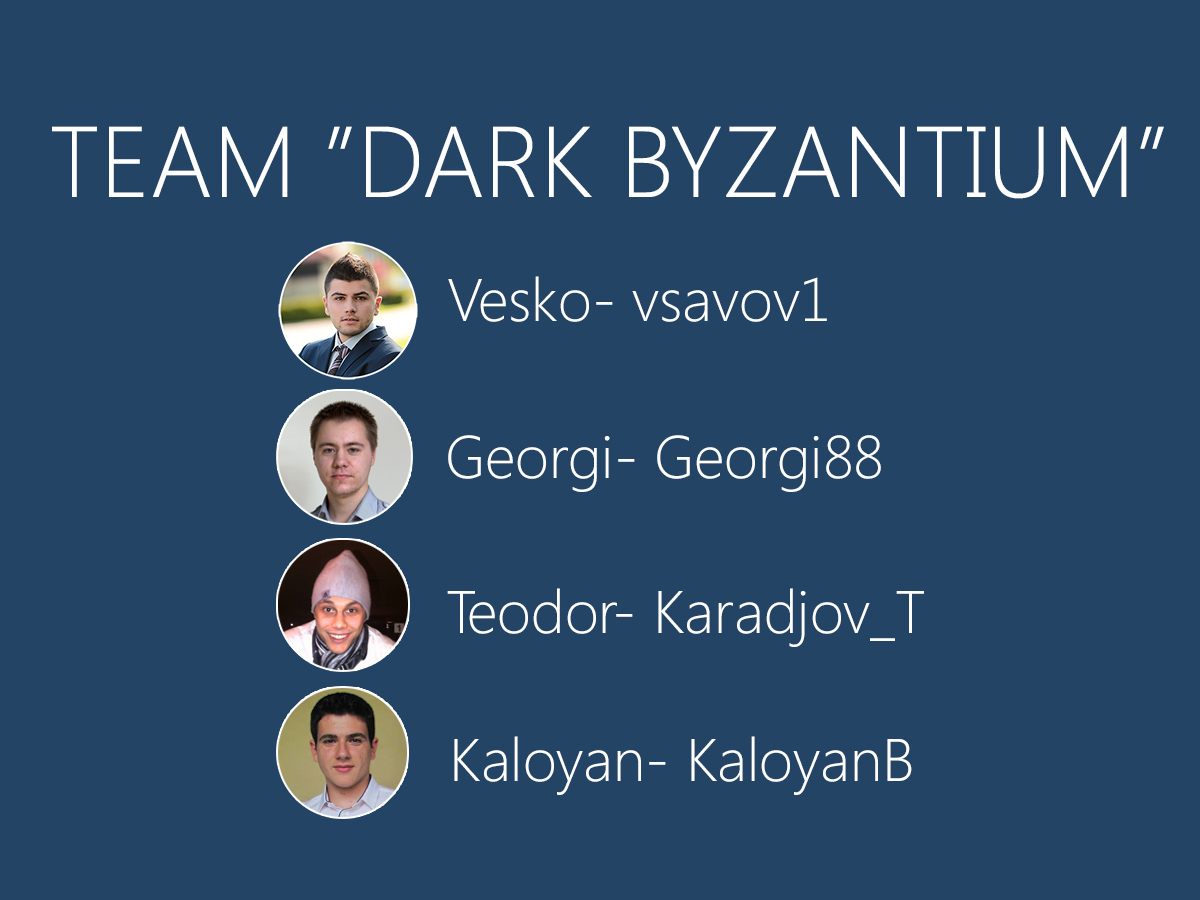 TEAM "DARK BYZANTIUM"
Vesko- vsavov1
Georgi- Georgi88
Teodor- Karadjov_T
Kaloyan- KaloyanB